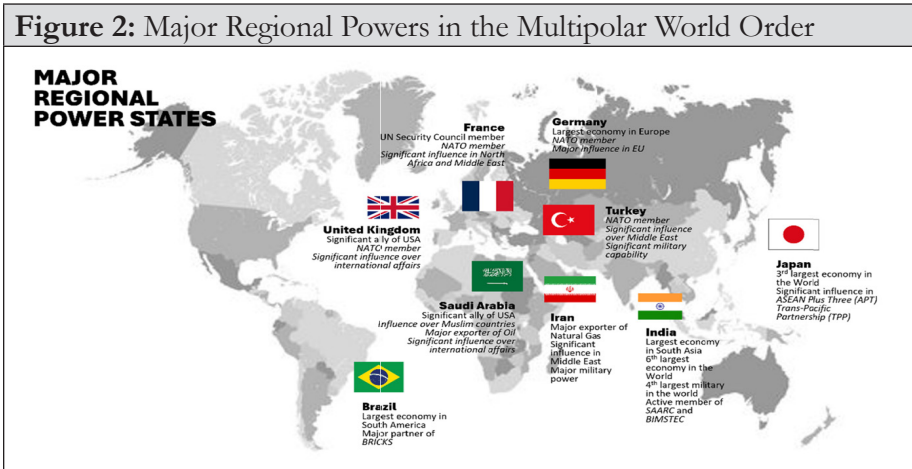 Figure 2: Major Regional Powers in the Multipolar World Order
MAJOR
REGIONAL
POWER STATES
France
UN Security Council member
NATO member
Significant influence in North
Africa and Middle East
Germany
Largest economy in Europe
NATO member
Major influence in EU
United Kingdom
Significant ally of USA
NATO member
Significant influence over
international affairs
Turkey
NATO member
Significant influence
over Middle East
Significant military
capability
Japan
3rd largest economy in
the World
Significant influence in
ASEAN Plus Three (APT)
Trans-Pacific
Partnership (TPP)
Saudi Arabia
Significant ally of USA
Influence over Muslim countries
Major exporter of Oil
Significant influence over
international affairs
Iran
Major exporter of
Natural Gas
Significant
influence in
Middle East
Major military
power
India
Largest economy
in South Asia
6th largest
economy in the
World
4th largest military
in the world
Active member of
SAARC and
BIMSTEC
Brazil
Largest economy in
South America
Major partner of
BRICKS